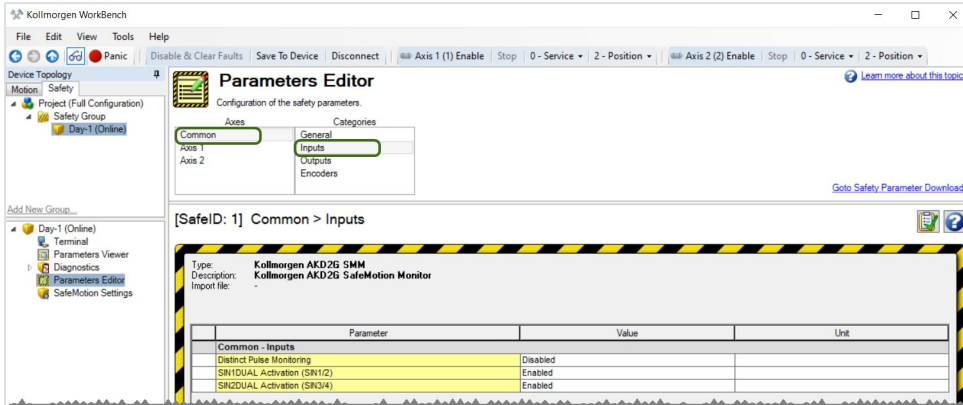 Kollmorgen WorkBench
File Edit View Tools Help
Panic Disable & Clear Faults Save To Device Disconnect Axis 1 (1) Enable Stop 0 - Service 2 - Position Axis 2 (2) Enable Stop 0 - Service 2 - Position
Device Topology
Motion Safety
Project (Full Configuration)
Safety Group
Day-1 (Online)
Add New Group...
Day-1 (Online)
Terminal
Parameters Viewer
Diagnostics
Parameters Editor
SafeMotion Settings
Parameters Editor
Learn more about this topic
Configuration of the safety parameters.
Axes Categories
Common General
Axis 1 Inputs
Axis 2 Outputs
Encoders
Goto Safety Parameter Download
[SafeID: 1] Common > Inputs
Type: Kollmorgen AKD2G SMM
Description: Kollmorgen AKD2G SafeMotion Monitor
Import file: -
Parameter Value Unit
Common - Inputs
Distinct Pulse Monitoring Disabled
SIN1DUAL Activation (SIN1/2) Enabled
SIN2DUAL Activation (SIN3/4) Enabled